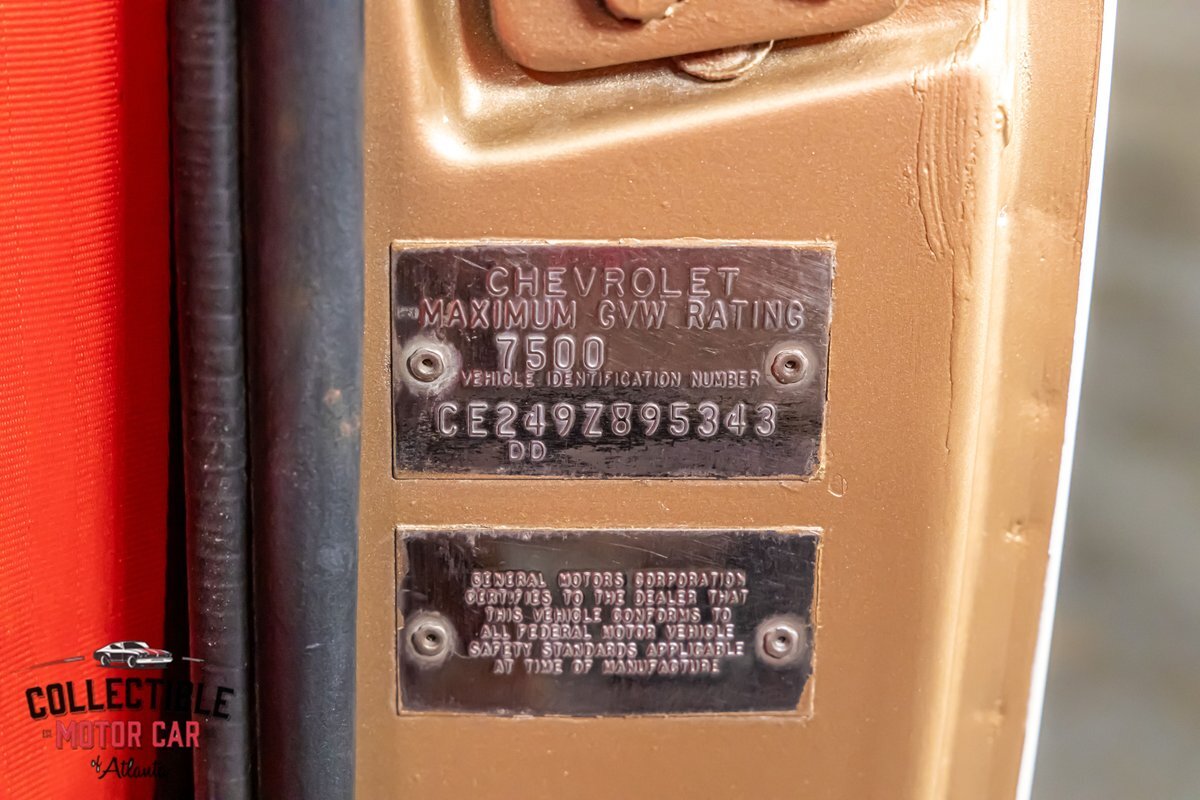 CHEVROLET
MAXIMUM GVW RATING
7500
VEHICLE IDENTIFICATION NUMBER
CE249Z895343
DD
GENERAL MOTORS CORPORATION
CERTIFIES TO THE DEALER THAT
THIS VEHICLE CONFORMS TO
ALL FEDERAL MOTOR VEHICLE
SAFETY STANDARDS APPLICABLE
AT TIME OF MANUFACTURE
COLLECTIBLE
MOTOR CAR
of Atlanta